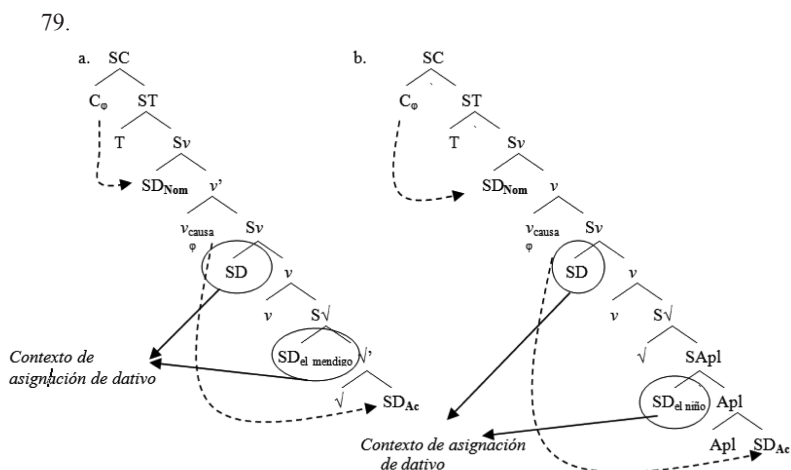 79.
a. SC
b. SC
Cφ ST
Cφ ST
T Sv
T Sv
SDNom v'
SDNom v
vcausa Sv
vcausa Sv
φ
φ
SD v
SD v
v S√
v S√
SDel mendigo √'
√ SApl
Contexto de
asignación de dativo
√ SDAc
SDel niño Apl
Contexto de asignación
de dativo
Apl SDAc